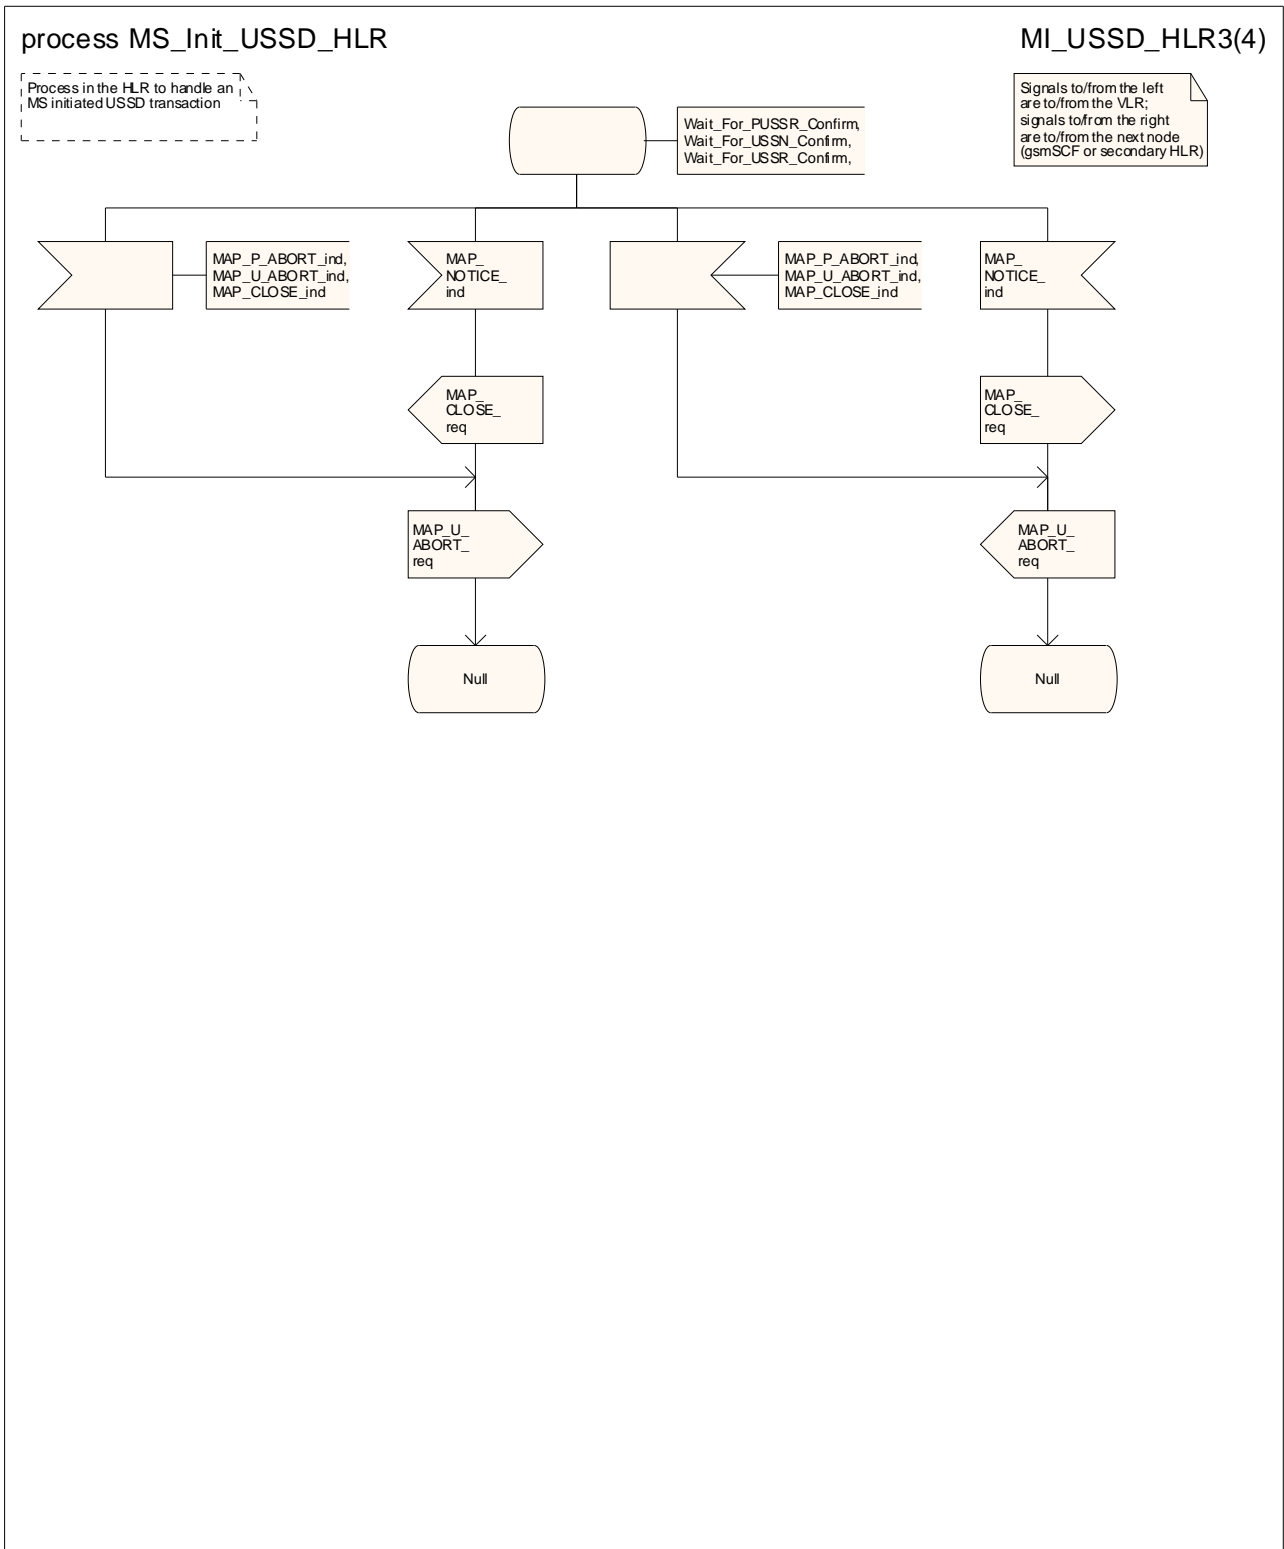 process MS_Init_USSD_HLR
MI_USSD_HLR3(4)
Process in the HLR to handle an
MS initiated USSD transaction
Signals to/from the left
are to/from the VLR;
signals to/from the right
are to/from the next node
(gsmSCF or secondary HLR)
Wait_For_PUSSR_Confirm,
Wait_For_USSN_Confirm,
Wait_For_USSR_Confirm,
MAP_P_ABORT_ind,
MAP_U_ABORT_ind,
MAP_CLOSE_ind
MAP_
NOTICE_
ind
MAP_P_ABORT_ind,
MAP_U_ABORT_ind,
MAP_CLOSE_ind
MAP_
NOTICE_
ind
MAP_
CLOSE_
req
MAP_
CLOSE_
req
MAP_U_
ABORT_
req
MAP_U_
ABORT_
req
Null
Null